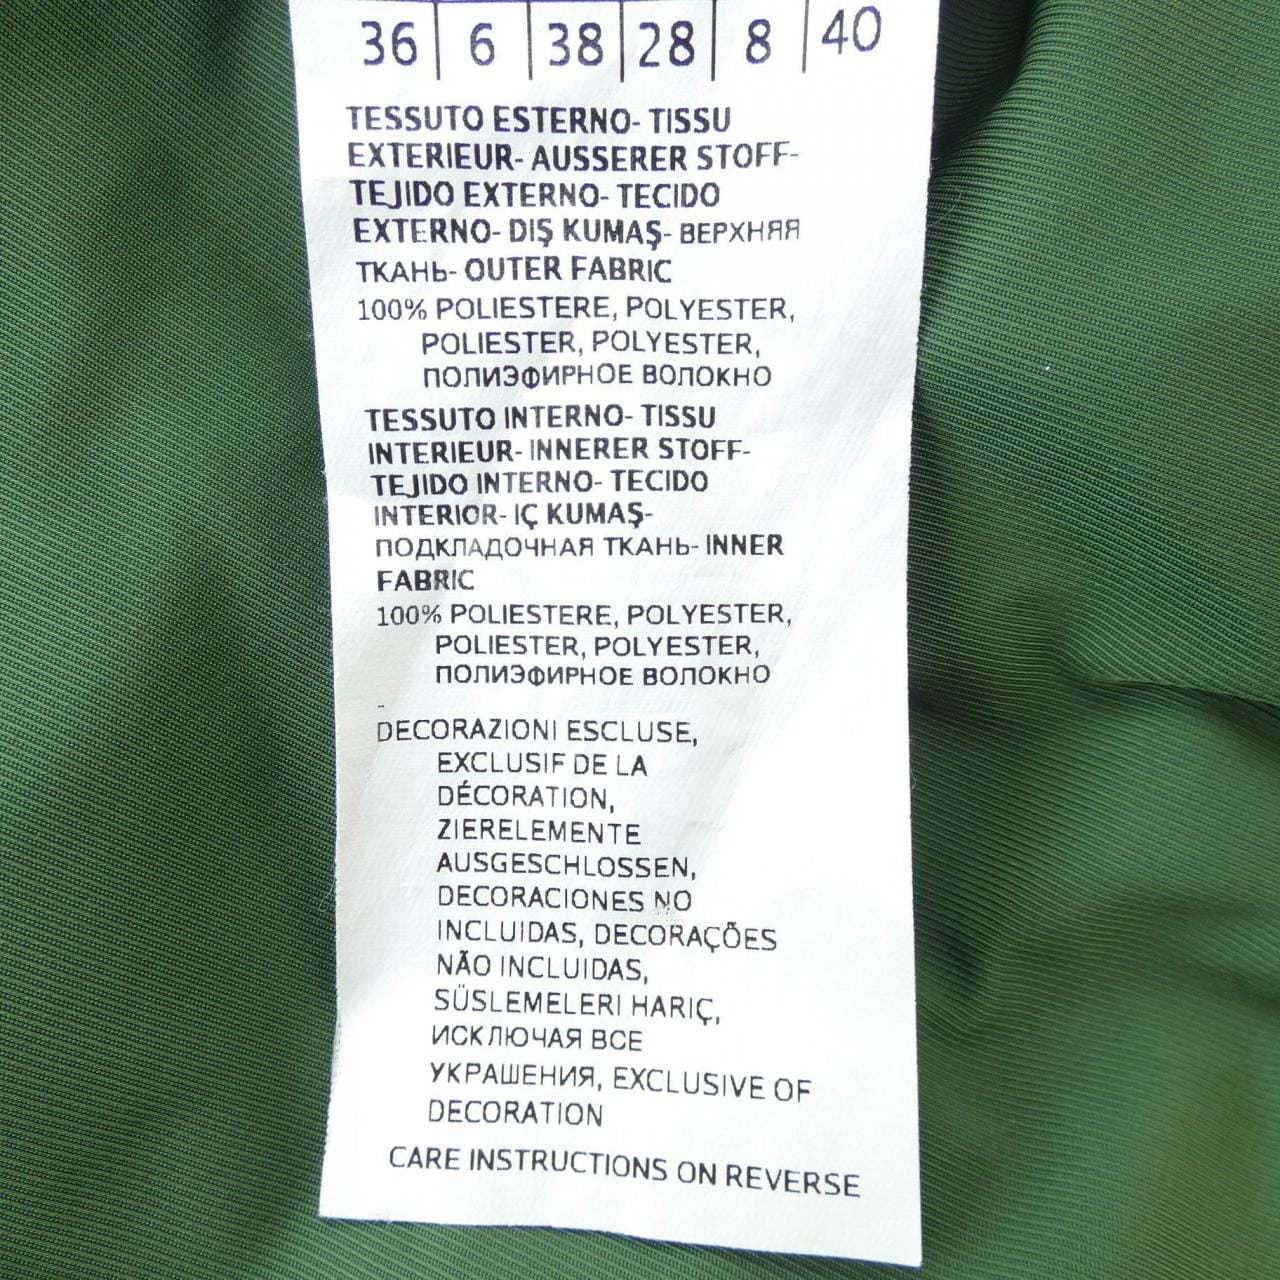 36 | 6 | 38 | 28 | 8 | 40
TESSUTO ESTERNO- TISSU
EXTERIEUR- AUSSERER STOFF-
TEJIDO EXTERNO- TECIDO
EXTERNO- DIŞ KUMAŞ- ВЕРХНЯЯ
ТКАНЬ- OUTER FABRIC
100% POLIESTERE, POLYESTER,
POLIESTER, POLYESTER,
ПОЛИЭФИРНОЕ ВОЛОКНО
TESSUTO INTERNO- TISSU
INTERIEUR- INNERER STOFF-
TEJIDO INTERNO- TECIDO
INTERIOR- IÇ KUMAŞ-
ПОДКЛАДОЧНАЯ ТКАНЬ- INNER
FABRIC
100% POLIESTERE, POLYESTER,
POLIESTER, POLYESTER,
ПОЛИЭФИРНОЕ ВОЛОКНО
-
DECORAZIONI ESCLUSE,
EXCLUSIF DE LA
DÉCORATION,
ZIERELEMENTE
AUSGESCHLOSSEN,
DECORACIONES NO
INCLUIDAS, DECORAÇÕES
NÃO INCLUIDAS,
SÜSLEMELERI HARIÇ,
ИСКЛЮЧАЯ ВСЕ
УКРАШЕНИЯ, EXCLUSIVE OF
DECORATION
CARE INSTRUCTIONS ON REVERSE